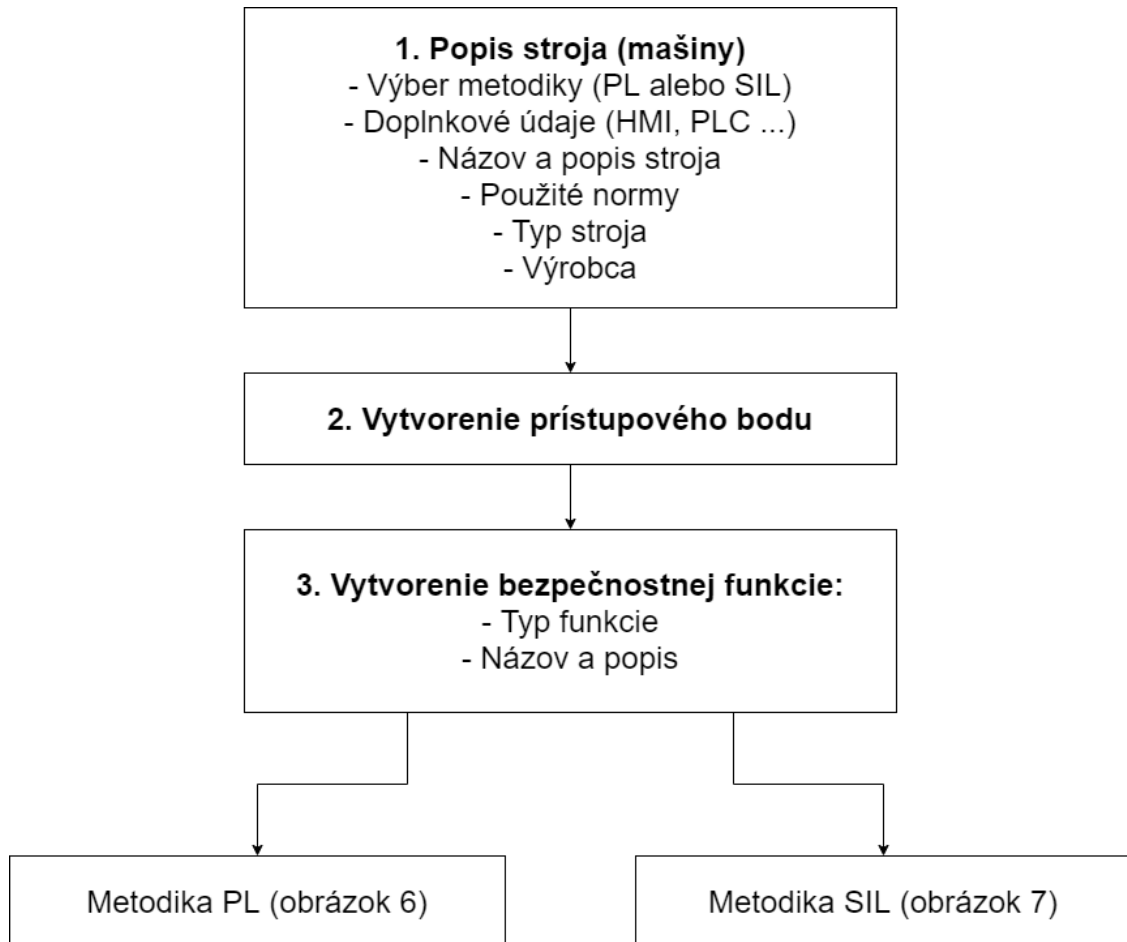 1. Popis stroja (mašiny)
- Výber metodiky (PL alebo SIL)
- Doplnkové údaje (HMI, PLC ...)
- Názov a popis stroja
- Použité normy
- Typ stroja
- Výrobca
2. Vytvorenie prístupového bodu
3. Vytvorenie bezpečnostnej funkcie:
- Typ funkcie
- Názov a popis
Metodika PL (obrázok 6)
Metodika SIL (obrázok 7)